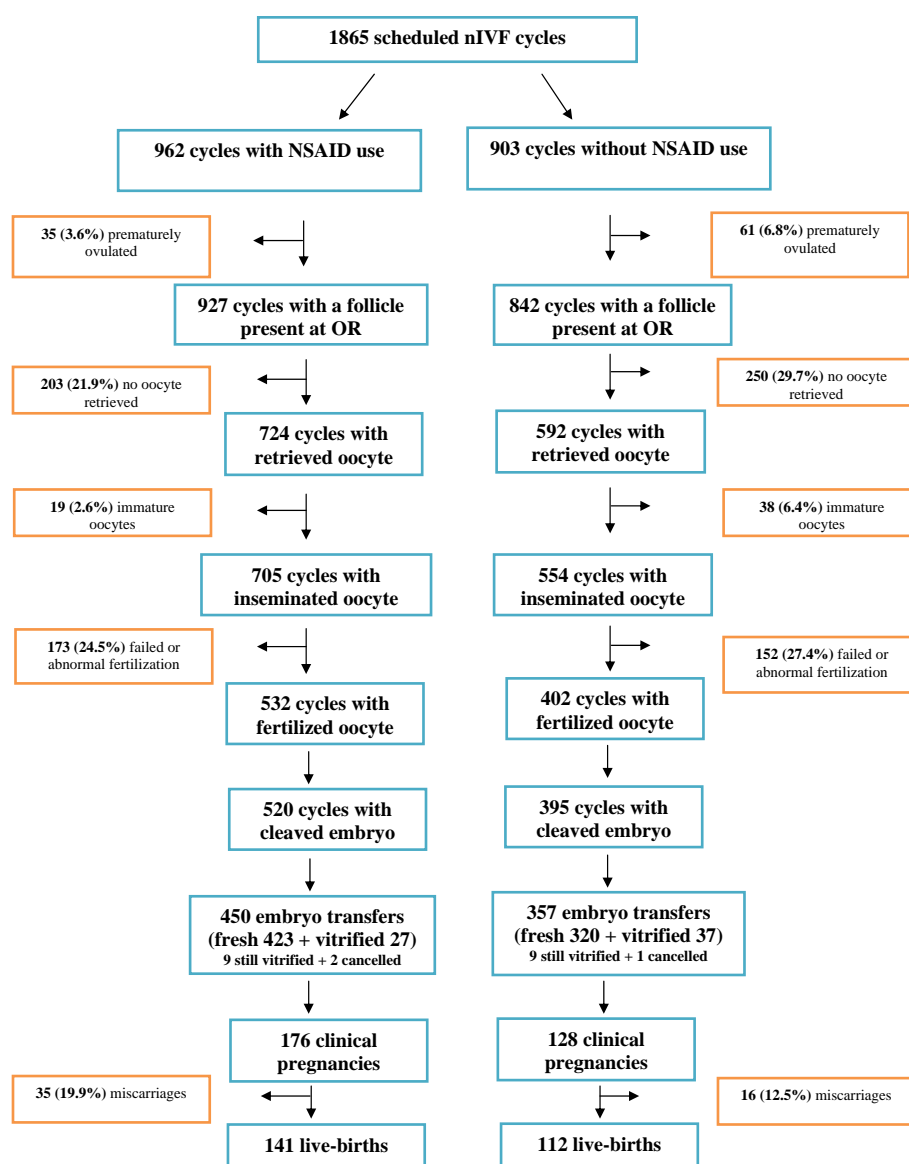 1865 scheduled nIVF cycles
962 cycles with NSAID use
903 cycles without NSAID use
35 (3.6%) prematurely
ovulated
61 (6.8%) prematurely
ovulated
927 cycles with a follicle
present at OR
842 cycles with a follicle
present at OR
203 (21.9%) no oocyte
retrieved
250 (29.7%) no oocyte
retrieved
724 cycles with
retrieved oocyte
592 cycles with
retrieved oocyte
19 (2.6%) immature
oocytes
38 (6.4%) immature
oocytes
705 cycles with
inseminated oocyte
554 cycles with
inseminated oocyte
173 (24.5%) failed or
abnormal fertilization
152 (27.4%) failed or
abnormal fertilization
532 cycles with
fertilized oocyte
402 cycles with
fertilized oocyte
520 cycles with
cleaved embryo
395 cycles with
cleaved embryo
450 embryo transfers
(fresh 423 + vitrified 27)
9 still vitrified + 2 cancelled
357 embryo transfers
(fresh 320 + vitrified 37)
9 still vitrified + 1 cancelled
176 clinical
pregnancies
128 clinical
pregnancies
35 (19.9%) miscarriages
16 (12.5%) miscarriages
141 live-births
112 live-births